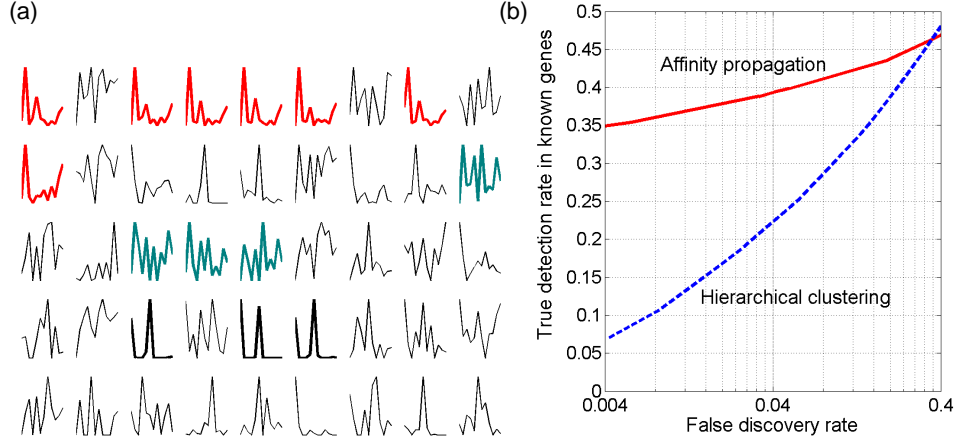 (a)
(b)
True detection rate in known genes
0.5
0.45
0.4
0.35
0.3
0.25
0.2
0.15
0.1
0.05
0
Affinity propagation
Hierarchical clustering
0.004
0.04
0.4
False discovery rate